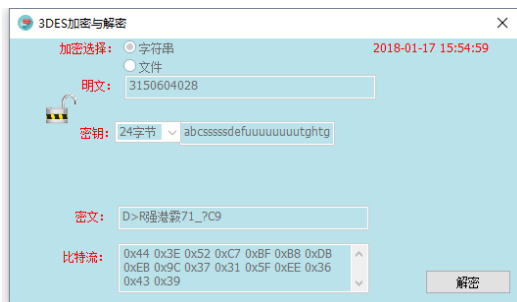 3DES加密与解密
加密选择： 字符串 2018-01-17 15:54:59
文件
明文： 3150604028
密钥： 24字节 abcsssssdefuuuuuuuutghtg
密文： D>R强潽霥71_?C9
比特流： 0x44 0x3E 0x52 0xC7 0xBF 0xB8 0xDB
0xEB 0x9C 0x37 0x31 0x5F 0xEE 0x36
0x43 0x39
解密